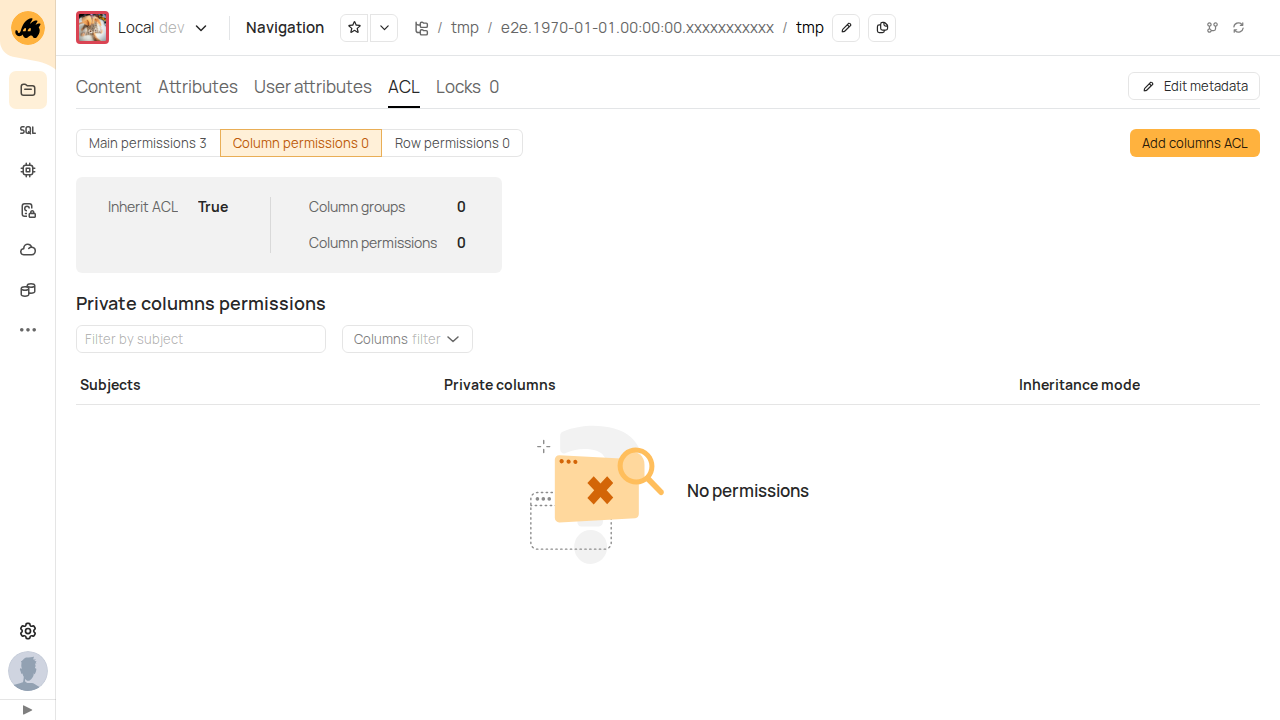 Local dev Navigation / tmp / e2e.1970-01-01.00:00:00.xxxxxxxxxxx / tmp
Content Attributes User attributes ACL Locks 0 Edit metadata
SQL
Main permissions 3 Column permissions 0 Row permissions 0 Add columns ACL
Inherit ACL True Column groups 0
Column permissions 0
Private columns permissions
Filter by subject Columns filter
Subjects Private columns Inheritance mode
No permissions